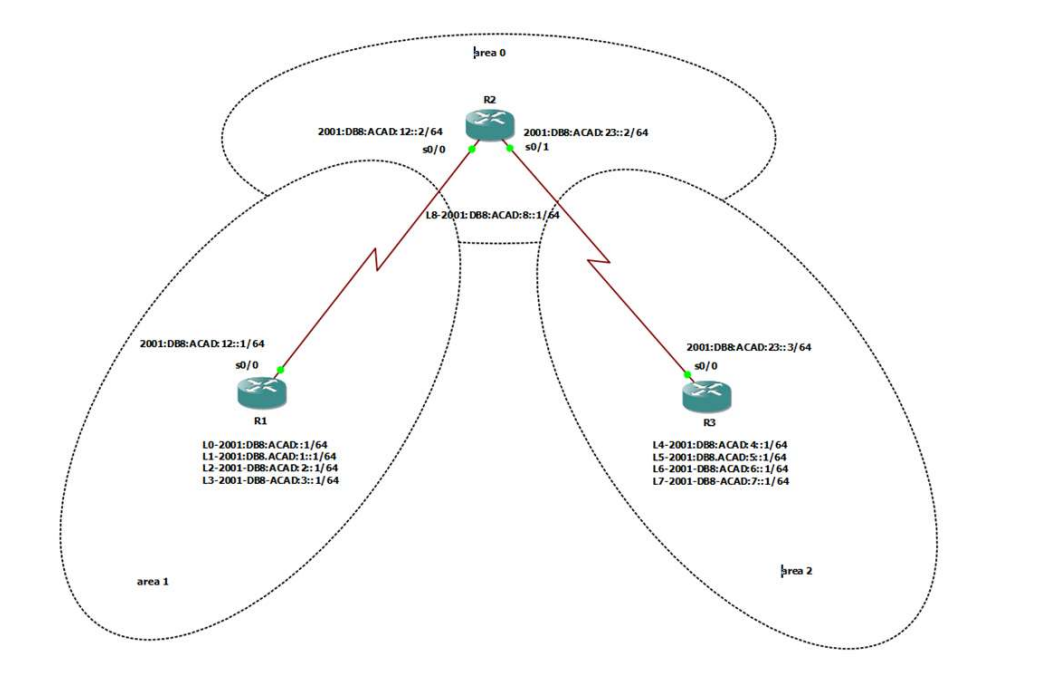 area 0
R2
2001:DB8:ACAD:12::2/64
2001:DB8:ACAD:23::2/64
s0/0
s0/1
L8-2001:DB8:ACAD:8::1/64
2001:DB8:ACAD:12::1/64
s0/0
R1
L0-2001:DB8:ACAD::1/64
L1-2001:DB8.ACAD:1::1/64
L2-2001-DB8:ACAD:2::1/64
L3-2001-DB8-ACAD:3::1/64
2001:DB8:ACAD:23::3/64
s0/0
R3
L4-2001:DB8:ACAD:4::1/64
L5-2001:DB8.ACAD:5::1/64
L6-2001-DB8:ACAD:6::1/64
L7-2001-DB8-ACAD:7::1/64
area 1
area 2